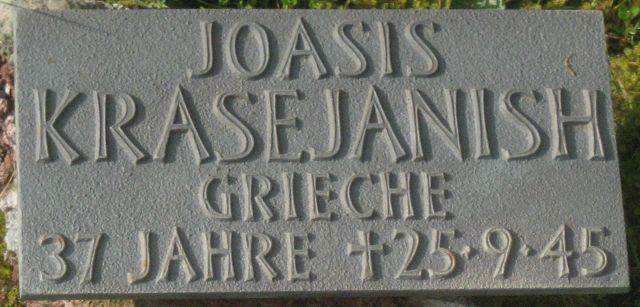 JOASIS
KRASEJANISH
GRIECHE
37 JAHRE ✝25·9·45